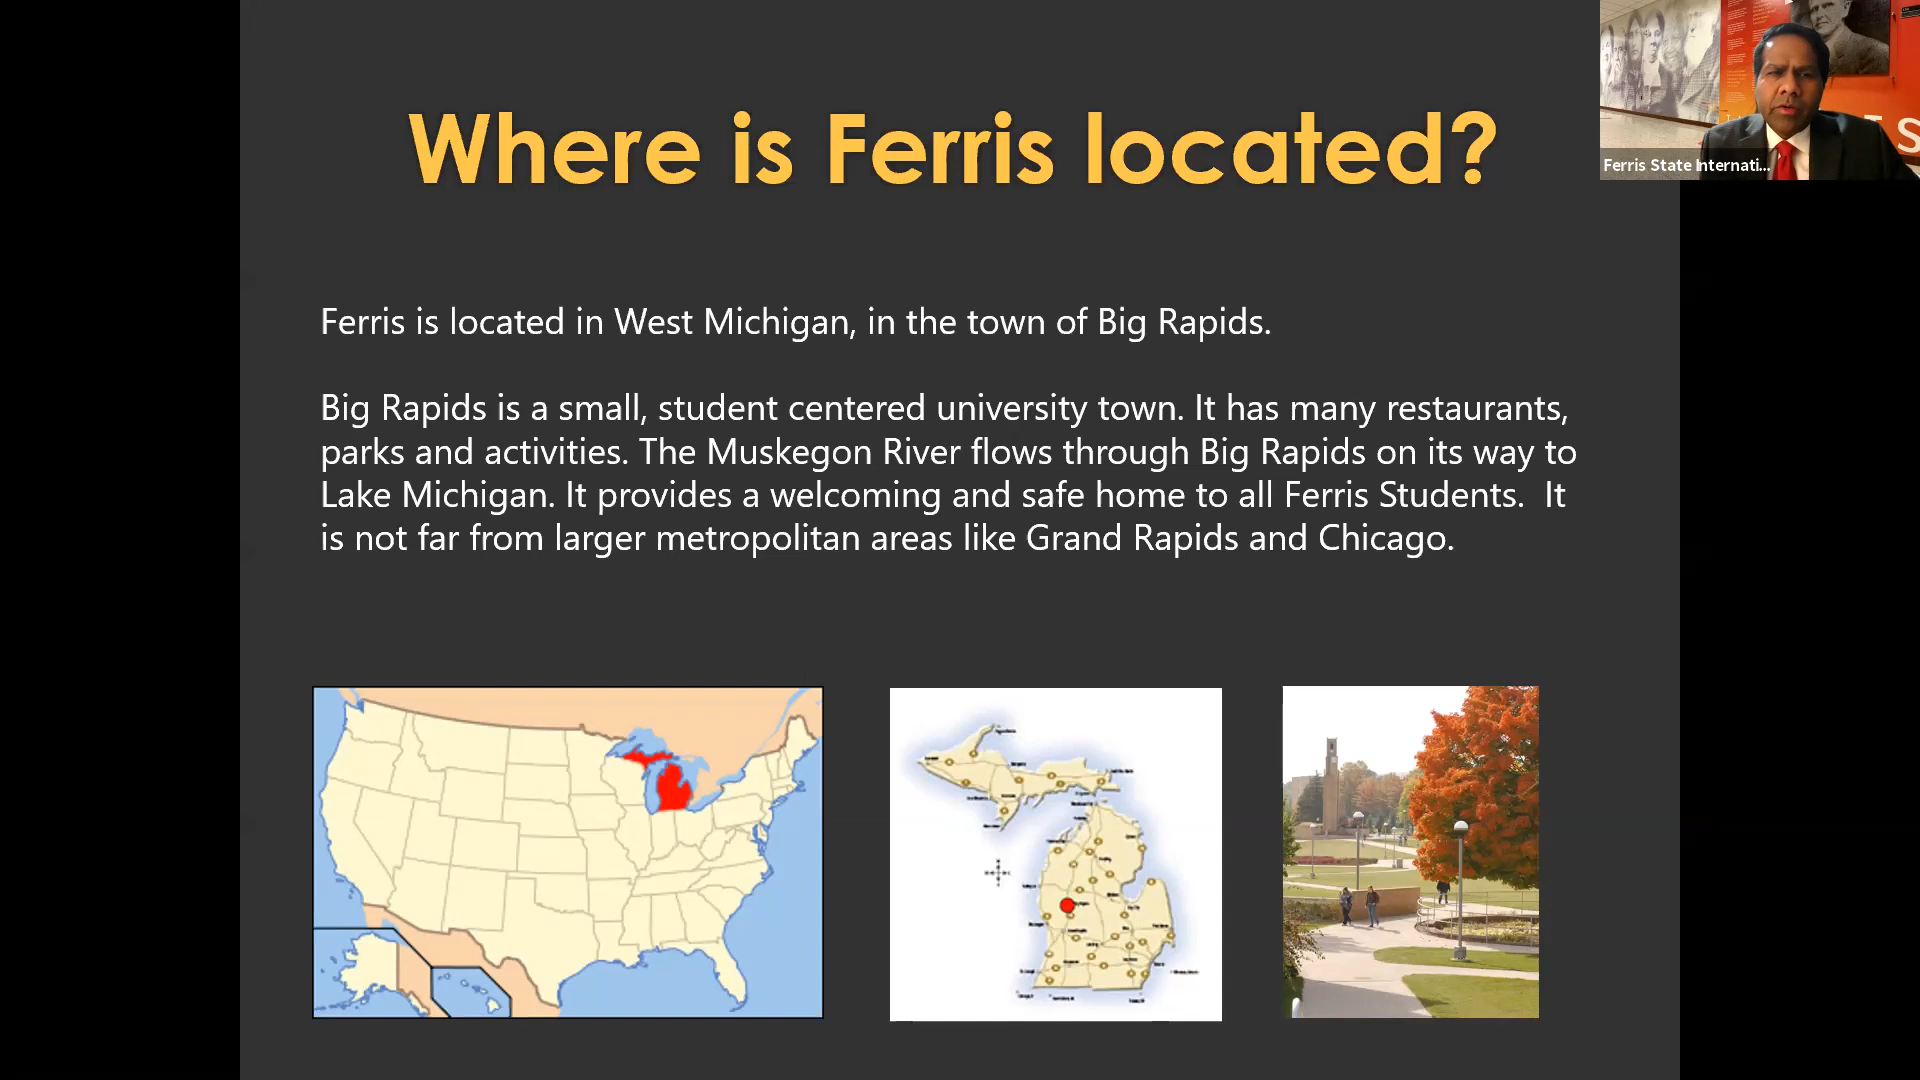 Where is Ferris located?
Ferris State Internati...
Ferris is located in West Michigan, in the town of Big Rapids.
Big Rapids is a small, student centered university town. It has many restaurants,
parks and activities. The Muskegon River flows through Big Rapids on its way to
Lake Michigan. It provides a welcoming and safe home to all Ferris Students.  It
is not far from larger metropolitan areas like Grand Rapids and Chicago.